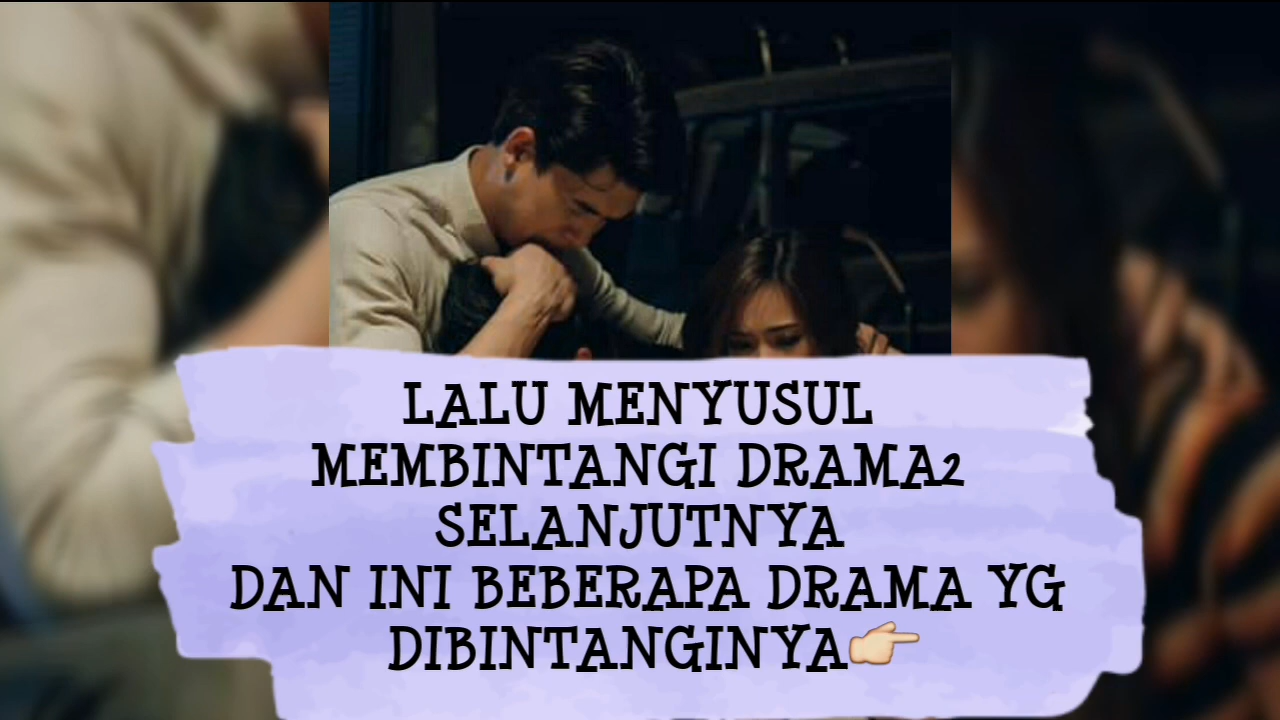 LALU MENYUSUL
MEMBINTANGI DRAMA2
SELANJUTNYA
DAN INI BEBERAPA DRAMA YG
DIBINTANGINYA👉